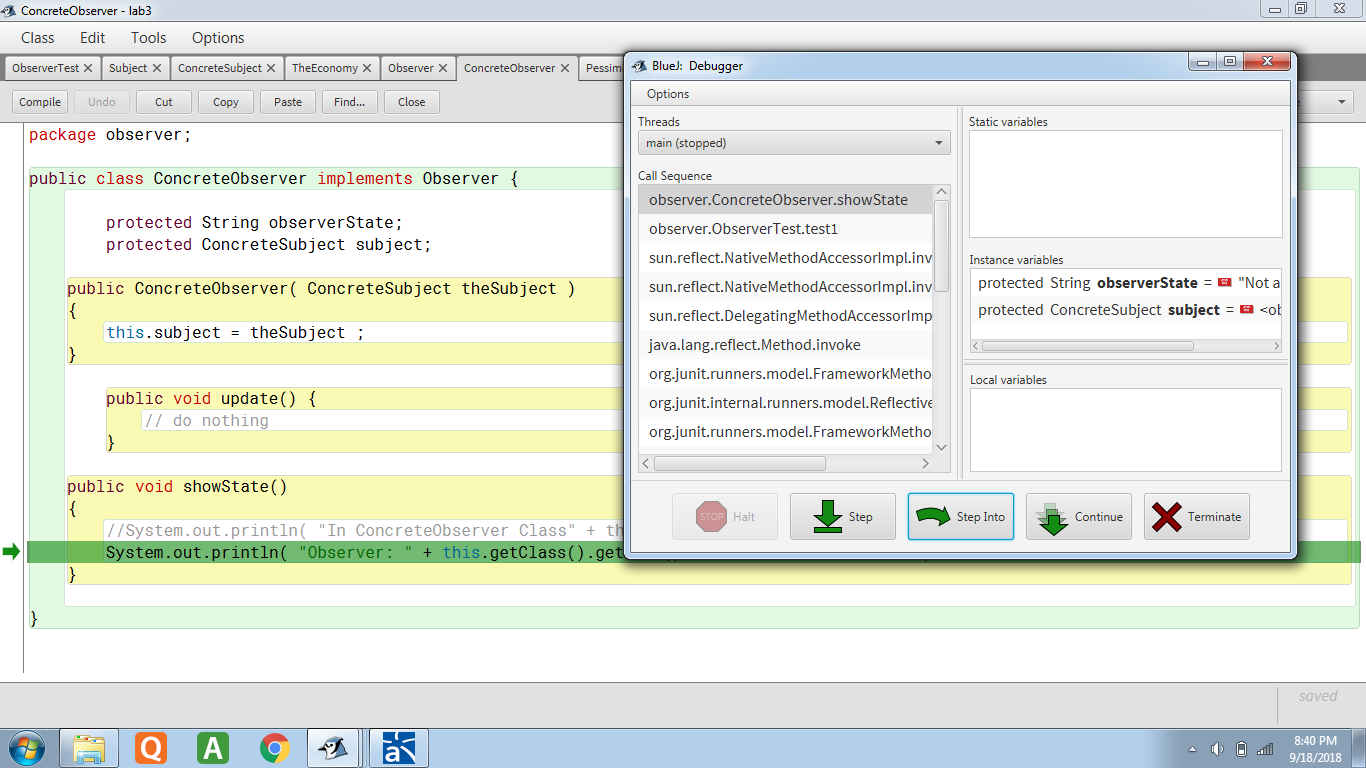 ConcreteObserver - lab3
Class Edit Tools Options
ObserverTest Subject ConcreteSubject TheEconomy Observer ConcreteObserver
Compile Undo Cut Copy Paste Find... Close
package observer;
public class ConcreteObserver implements Observer {
protected String observerState;
protected ConcreteSubject subject;
public ConcreteObserver( ConcreteSubject theSubject )
{
this.subject = theSubject ;
}
public void update() {
// do nothing
}
public void showState()
{
//System.out.println( "In ConcreteObserver Class" + th
System.out.println( "Observer: " + this.getClass().get
}
}
BlueJ: Debugger
Options
Threads
main (stopped)
Call Sequence
observer.ConcreteObserver.showState
observer.ObserverTest.test1
sun.reflect.NativeMethodAccessorImpl.inv
sun.reflect.NativeMethodAccessorImpl.inv
sun.reflect.DelegatingMethodAccessorImp
java.lang.reflect.Method.invoke
org.junit.runners.model.FrameworkMetho
org.junit.internal.runners.model.Reflective
org.junit.runners.model.FrameworkMetho
Static variables
Instance variables
protected String observerState = "Not a
protected ConcreteSubject subject = <ob
Local variables
STOP Halt Step Step Into Continue Terminate
saved
8:40 PM
9/18/2018